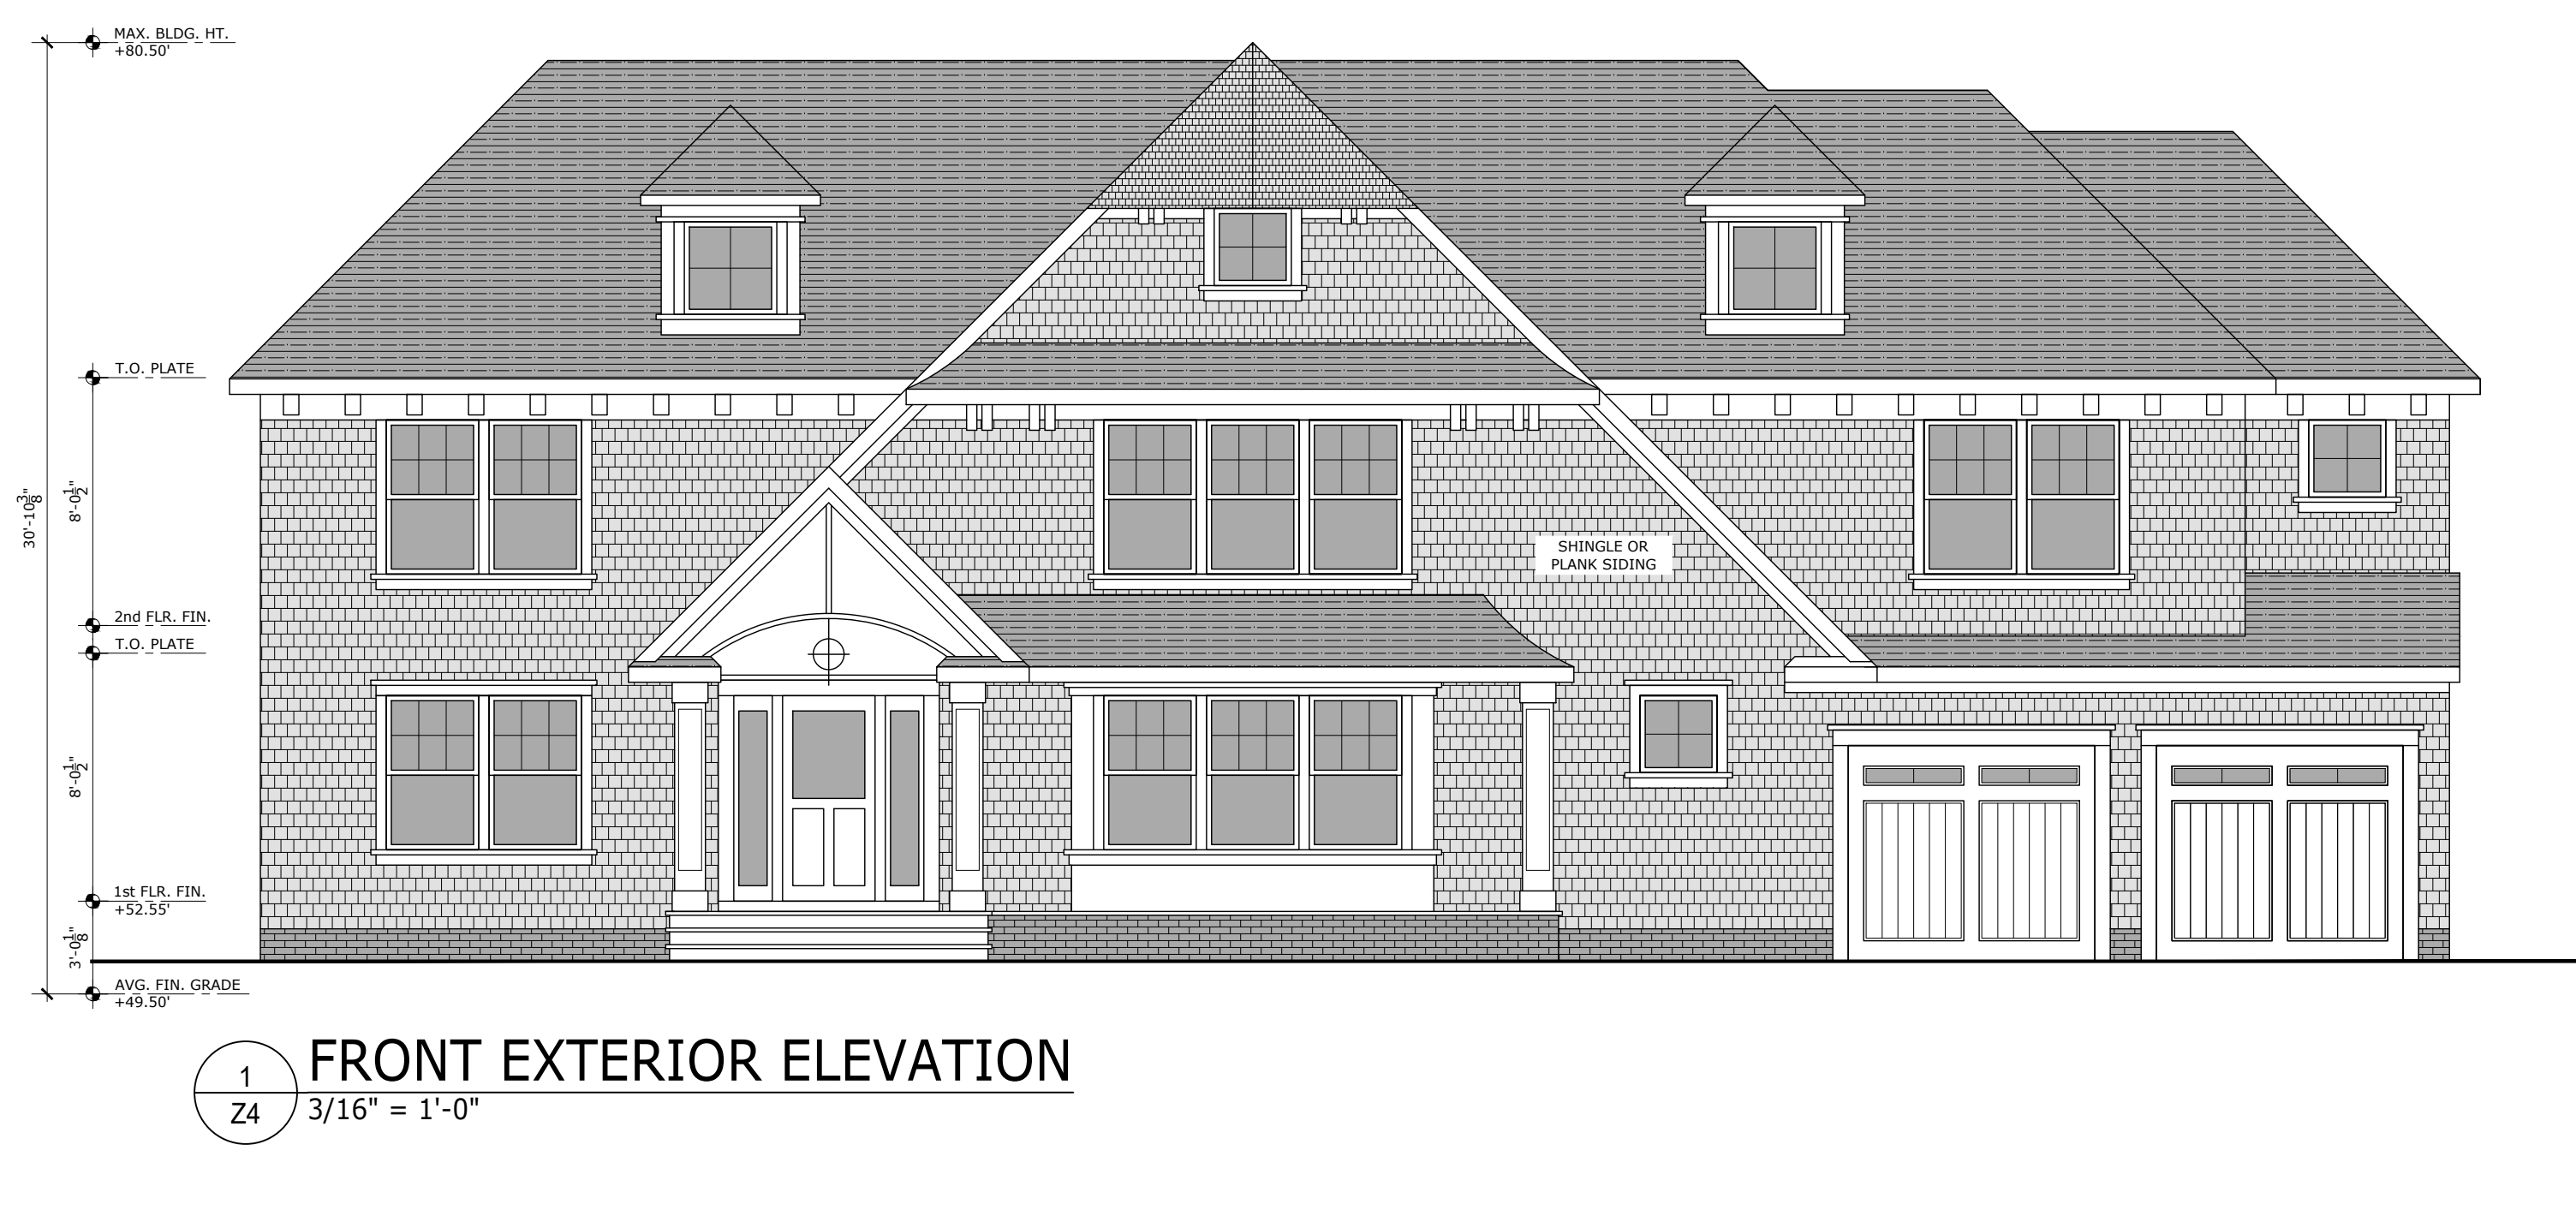 MAX. BLDG. HT.
+80.50'
T.O. PLATE
30'-10 3/8"
8'-0 1/2"
SHINGLE OR
PLANK SIDING
2nd FLR. FIN.
T.O. PLATE
8'-0 1/2"
1st FLR. FIN.
+52.55'
3'-0 1/8"
AVG. FIN. GRADE
+49.50'
1
Z4
FRONT EXTERIOR ELEVATION
3/16" = 1'-0"